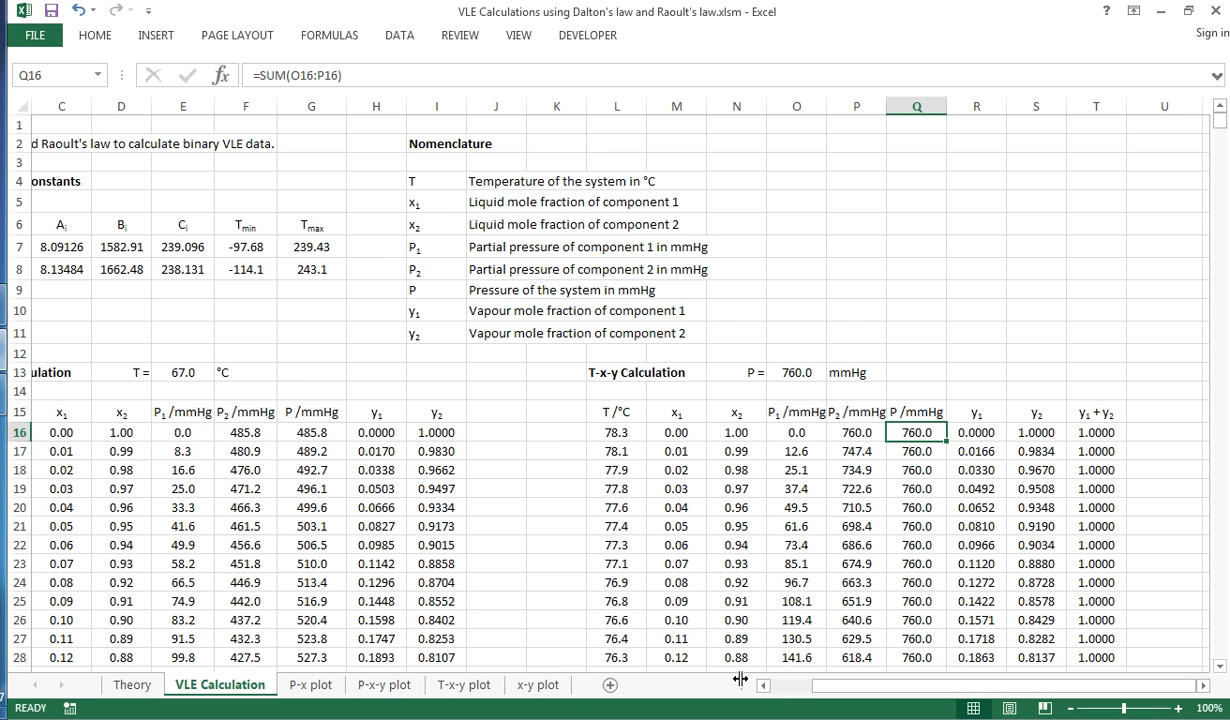 VLE Calculations using Dalton's law and Raoult's law.xlsm - Excel
FILE HOME INSERT PAGE LAYOUT FORMULAS DATA REVIEW VIEW DEVELOPER Sign in
Q16 fx =SUM(O16:P16)
C D E F G H I J K L M N O P Q R S T U
1
2 d Raoult's law to calculate binary VLE data. Nomenclature
3
4 onstants T Temperature of the system in °C
5 x₁ Liquid mole fraction of component 1
6 Aᵢ Bᵢ Cᵢ Tmin Tmax x₂ Liquid mole fraction of component 2
7 8.09126 1582.91 239.096 -97.68 239.43 P₁ Partial pressure of component 1 in mmHg
8 8.13484 1662.48 238.131 -114.1 243.1 P₂ Partial pressure of component 2 in mmHg
9 P Pressure of the system in mmHg
10 y₁ Vapour mole fraction of component 1
11 y₂ Vapour mole fraction of component 2
12
13 ulation T = 67.0 °C T-x-y Calculation P = 760.0 mmHg
14
15 x₁ x₂ P₁ /mmHg P₂ /mmHg P /mmHg y₁ y₂ T /°C x₁ x₂ P₁ /mmHg P₂ /mmHg P /mmHg y₁ y₂ y₁ + y₂
16 0.00 1.00 0.0 485.8 485.8 0.0000 1.0000 78.3 0.00 1.00 0.0 760.0 760.0 0.0000 1.0000 1.0000
17 0.01 0.99 8.3 480.9 489.2 0.0170 0.9830 78.1 0.01 0.99 12.6 747.4 760.0 0.0166 0.9834 1.0000
18 0.02 0.98 16.6 476.0 492.7 0.0338 0.9662 77.9 0.02 0.98 25.1 734.9 760.0 0.0330 0.9670 1.0000
19 0.03 0.97 25.0 471.2 496.1 0.0503 0.9497 77.8 0.03 0.97 37.4 722.6 760.0 0.0492 0.9508 1.0000
20 0.04 0.96 33.3 466.3 499.6 0.0666 0.9334 77.6 0.04 0.96 49.5 710.5 760.0 0.0652 0.9348 1.0000
21 0.05 0.95 41.6 461.5 503.1 0.0827 0.9173 77.4 0.05 0.95 61.6 698.4 760.0 0.0810 0.9190 1.0000
22 0.06 0.94 49.9 456.6 506.5 0.0985 0.9015 77.3 0.06 0.94 73.4 686.6 760.0 0.0966 0.9034 1.0000
23 0.07 0.93 58.2 451.8 510.0 0.1142 0.8858 77.1 0.07 0.93 85.1 674.9 760.0 0.1120 0.8880 1.0000
24 0.08 0.92 66.5 446.9 513.4 0.1296 0.8704 76.9 0.08 0.92 96.7 663.3 760.0 0.1272 0.8728 1.0000
25 0.09 0.91 74.9 442.0 516.9 0.1448 0.8552 76.8 0.09 0.91 108.1 651.9 760.0 0.1422 0.8578 1.0000
26 0.10 0.90 83.2 437.2 520.4 0.1598 0.8402 76.6 0.10 0.90 119.4 640.6 760.0 0.1571 0.8429 1.0000
27 0.11 0.89 91.5 432.3 523.8 0.1747 0.8253 76.4 0.11 0.89 130.5 629.5 760.0 0.1718 0.8282 1.0000
28 0.12 0.88 99.8 427.5 527.3 0.1893 0.8107 76.3 0.12 0.88 141.6 618.4 760.0 0.1863 0.8137 1.0000
Theory VLE Calculation P-x plot P-x-y plot T-x-y plot x-y plot
READY 100%